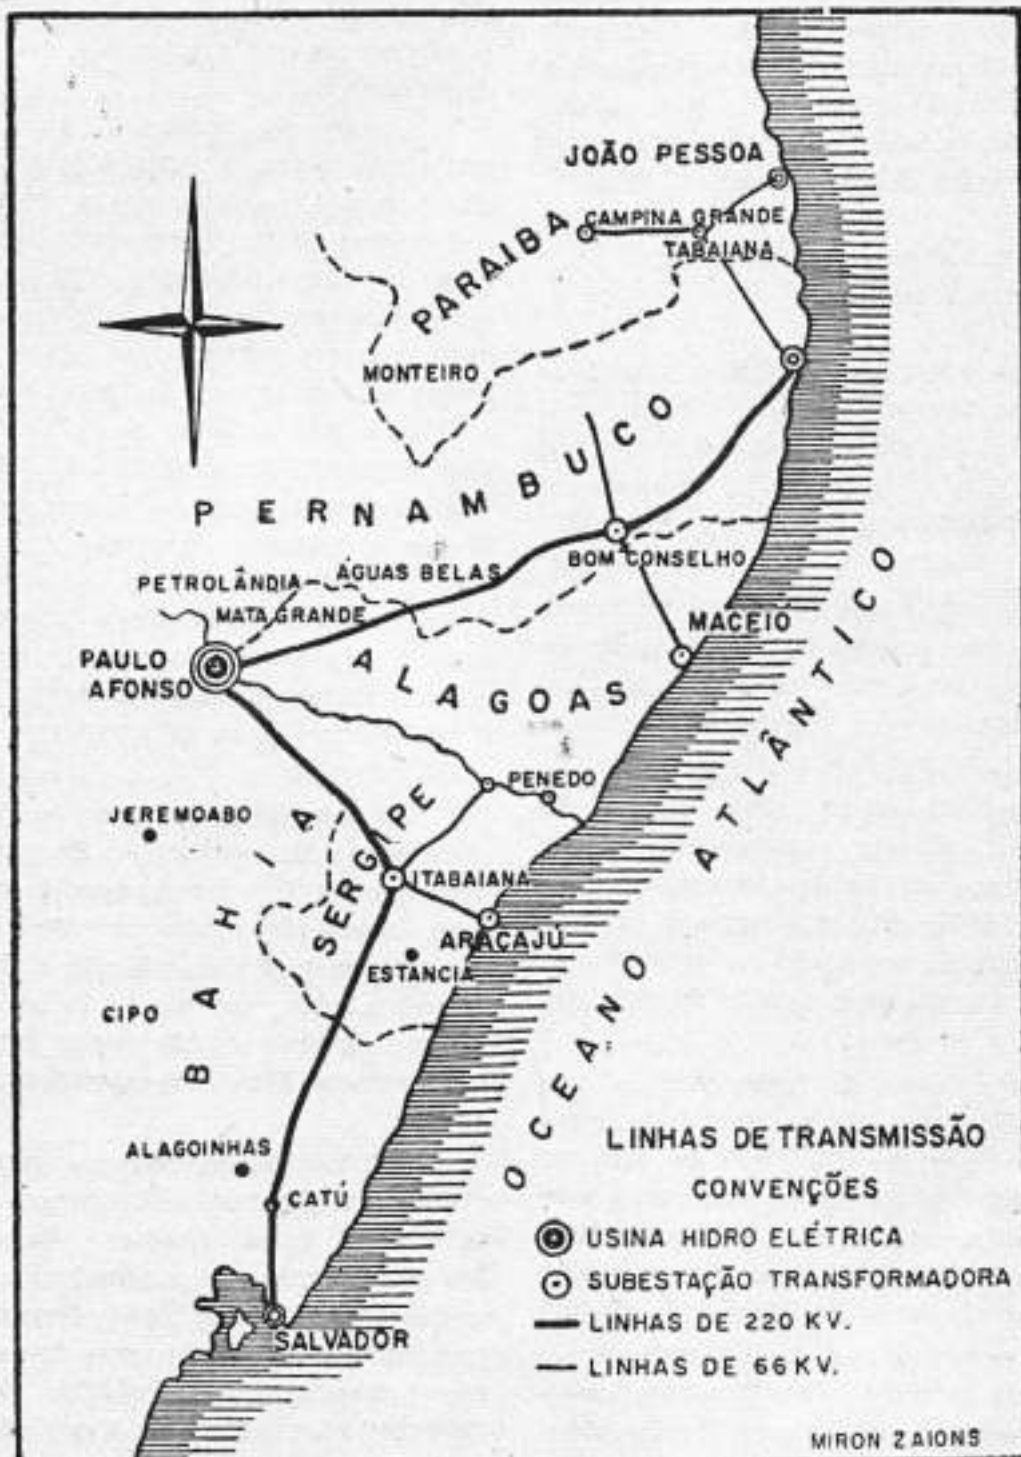 JOÃO PESSOA
CAMPINA GRANDE
TABAIANA
PARAIBA
MONTEIRO
PERNAMBUCO
BOM CONSELHO
ÁGUAS BELAS
PETROLÂNDIA
MATA GRANDE
MACEIO
PAULO
AFONSO
ALAGOAS
PENEDO
JEREMOABO
SERGIPE
ITABAIANA
ARACAJÚ
ESTANCIA
BAHIA
CIPO
OCEANO ATLÂNTICO
ALAGOINHAS
CATÚ
SALVADOR
LINHAS DE TRANSMISSÃO
CONVENÇÕES
USINA HIDRO ELÉTRICA
SUBESTAÇÃO TRANSFORMADORA
LINHAS DE 220 KV.
LINHAS DE 66 KV.
MIRON ZAIONS